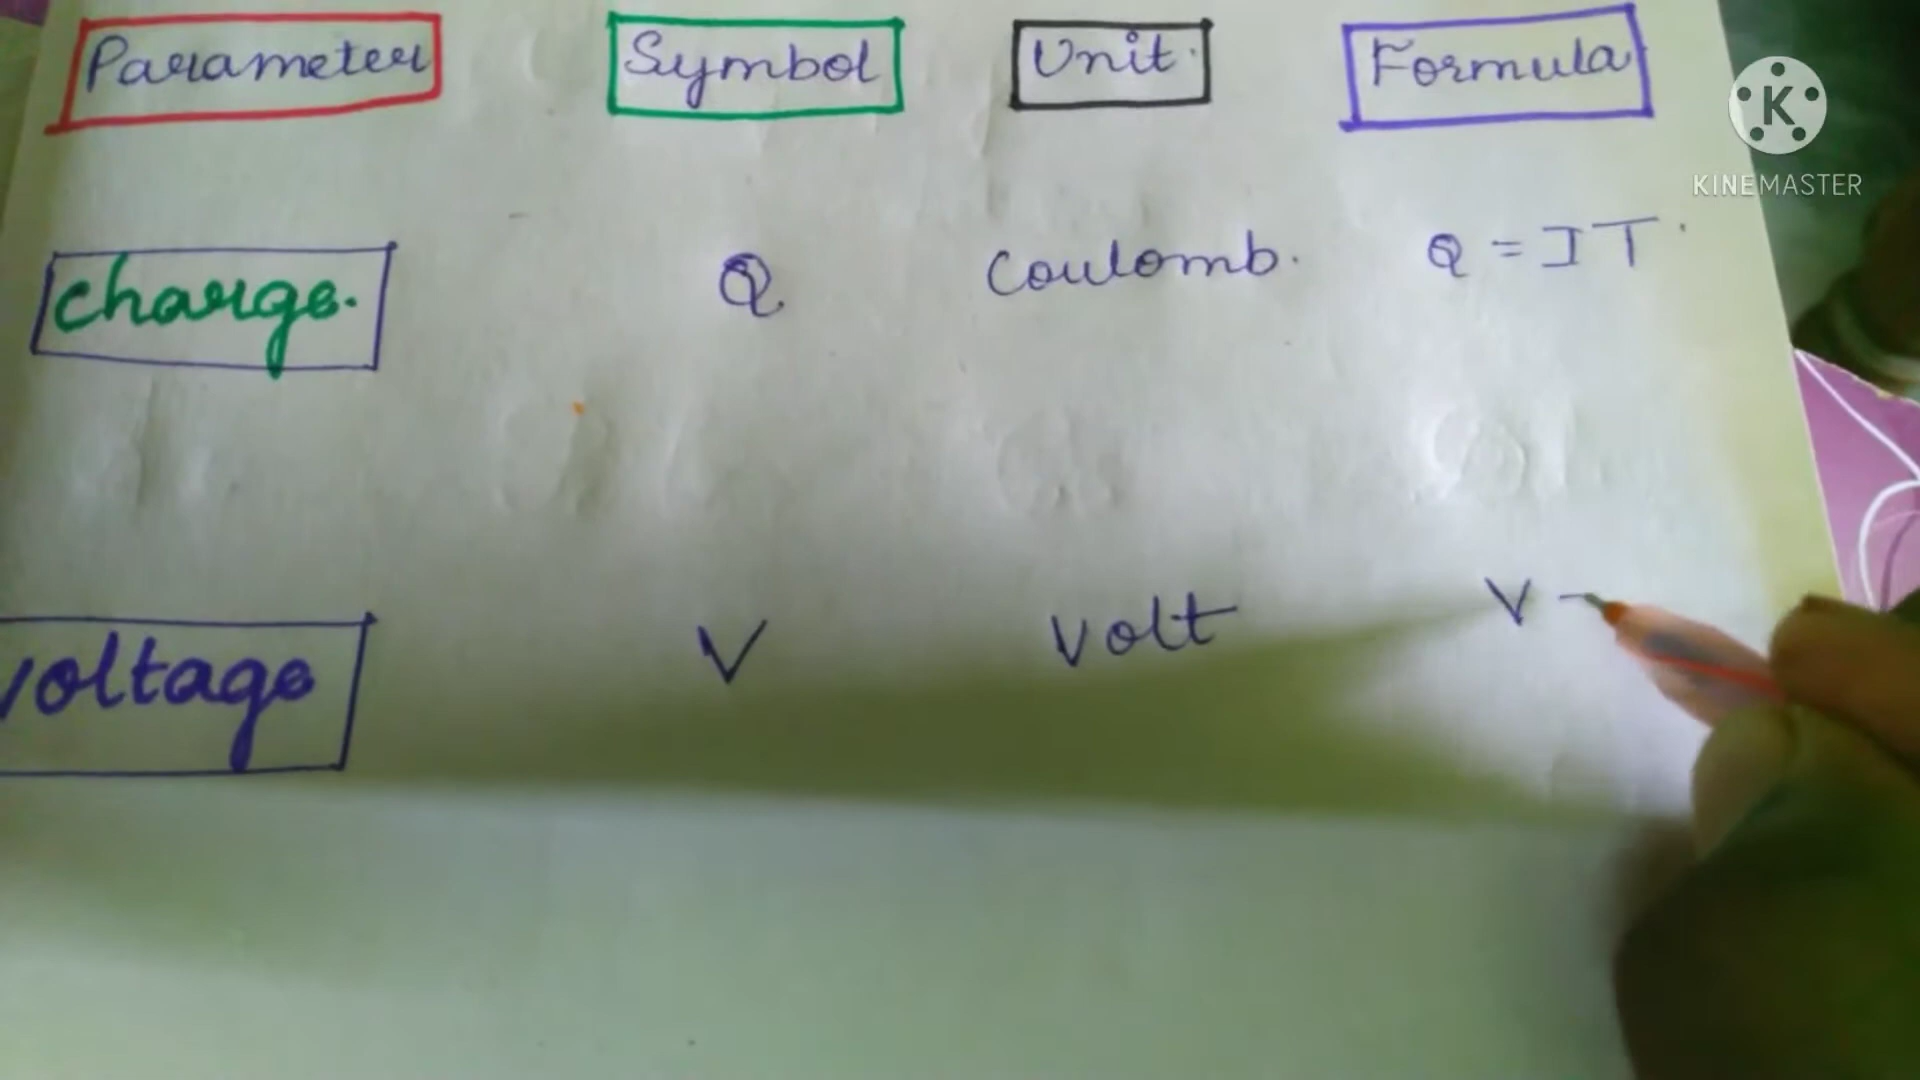 Parameter Symbol Unit. Formula
KINEMASTER
Charge. Q Coulomb. Q = IT
Voltage V Volt V -